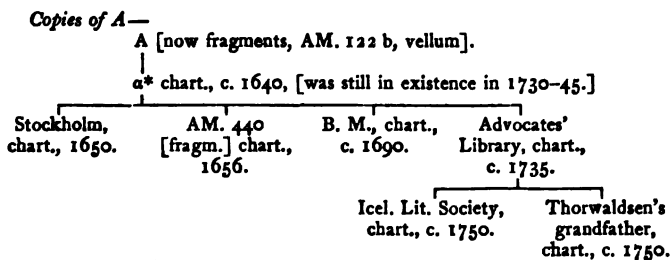 Copies of A—
A [now fragments, AM. 122 b, vellum].
a* chart., c. 1640, [was still in existence in 1730–45.]
Stockholm, chart., 1650.
AM. 440 [fragm.] chart., 1656.
B. M., chart., c. 1690.
Advocates' Library, chart., c. 1735.
Icel. Lit. Society, chart., c. 1750.
Thorwaldsen's grandfather, chart., c. 1750.